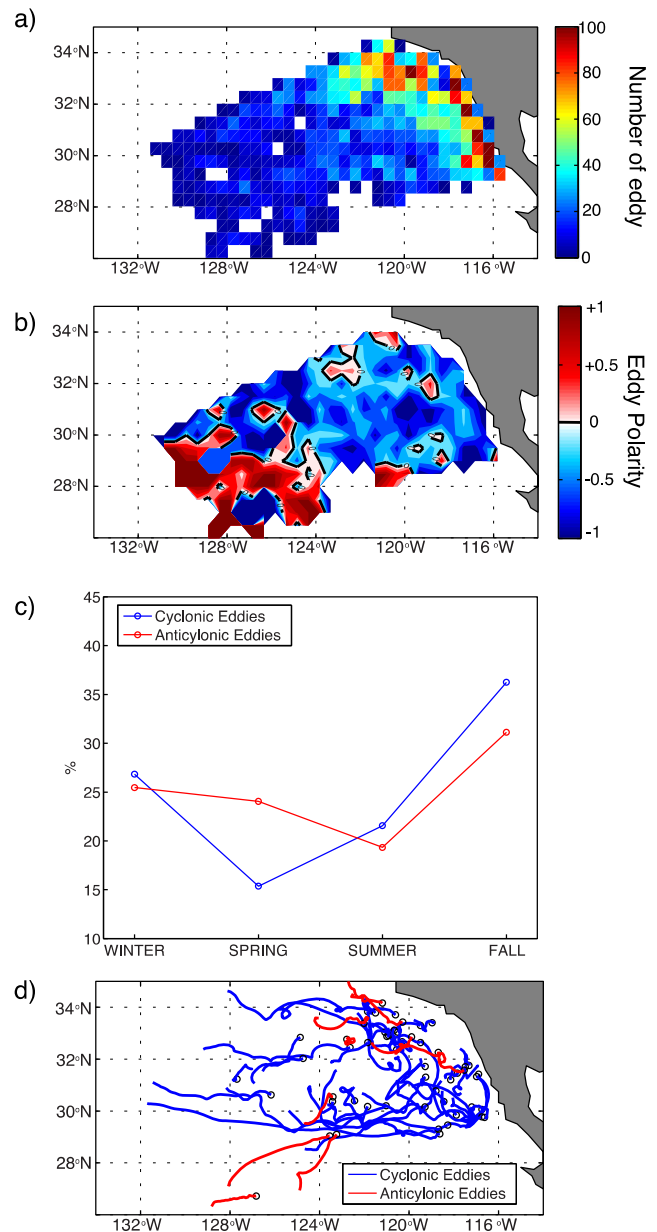 a)
34°N
32°N
30°N
28°N
132°W 128°W 124°W 120°W 116°W
100
80
60
40
20
0
Number of eddy
b)
34°N
32°N
30°N
28°N
132°W 128°W 124°W 120°W 116°W
+1
+0.5
0
-0.5
-1
Eddy Polarity
c)
45
40
35
30
25
20
15
10
%
Cyclonic Eddies
Anticylonic Eddies
WINTER SPRING SUMMER FALL
d)
34°N
32°N
30°N
28°N
132°W 128°W 124°W 120°W 116°W
Cyclonic Eddies
Anticylonic Eddies